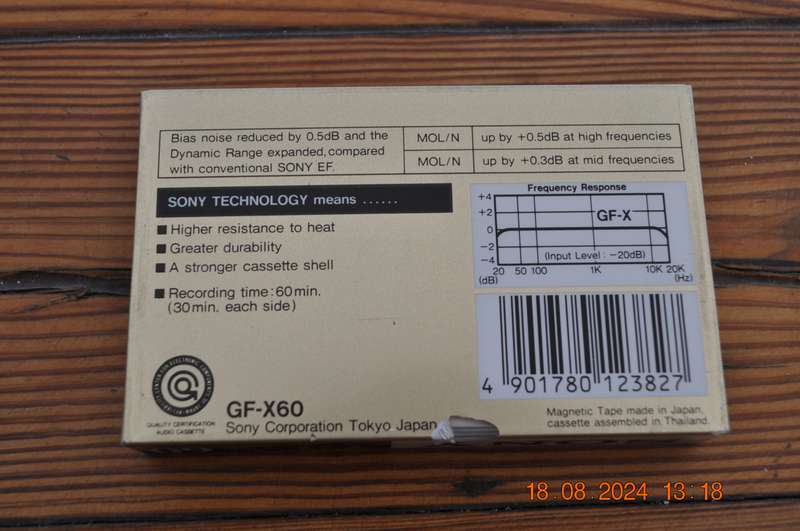 Bias noise reduced by 0.5dB and the
Dynamic Range expanded, compared
with conventional SONY EF.
MOL/N up by +0.5dB at high frequencies
MOL/N up by +0.3dB at mid frequencies
SONY TECHNOLOGY means ......
■ Higher resistance to heat
■ Greater durability
■ A stronger cassette shell
■ Recording time: 60min.
(30min. each side)
Frequency Response
+4
+2
0
-2
-4
GF-X
(Input Level: -20dB)
20 50 100 1K 10K 20K
(dB) (Hz)
4 901780 123827
QUALITY CERTIFICATION
AUDIO CASSETTE
GF-X60
Sony Corporation Tokyo Japan
Magnetic Tape made in Japan,
cassette assembled in Thailand.
18.08.2024 13:18